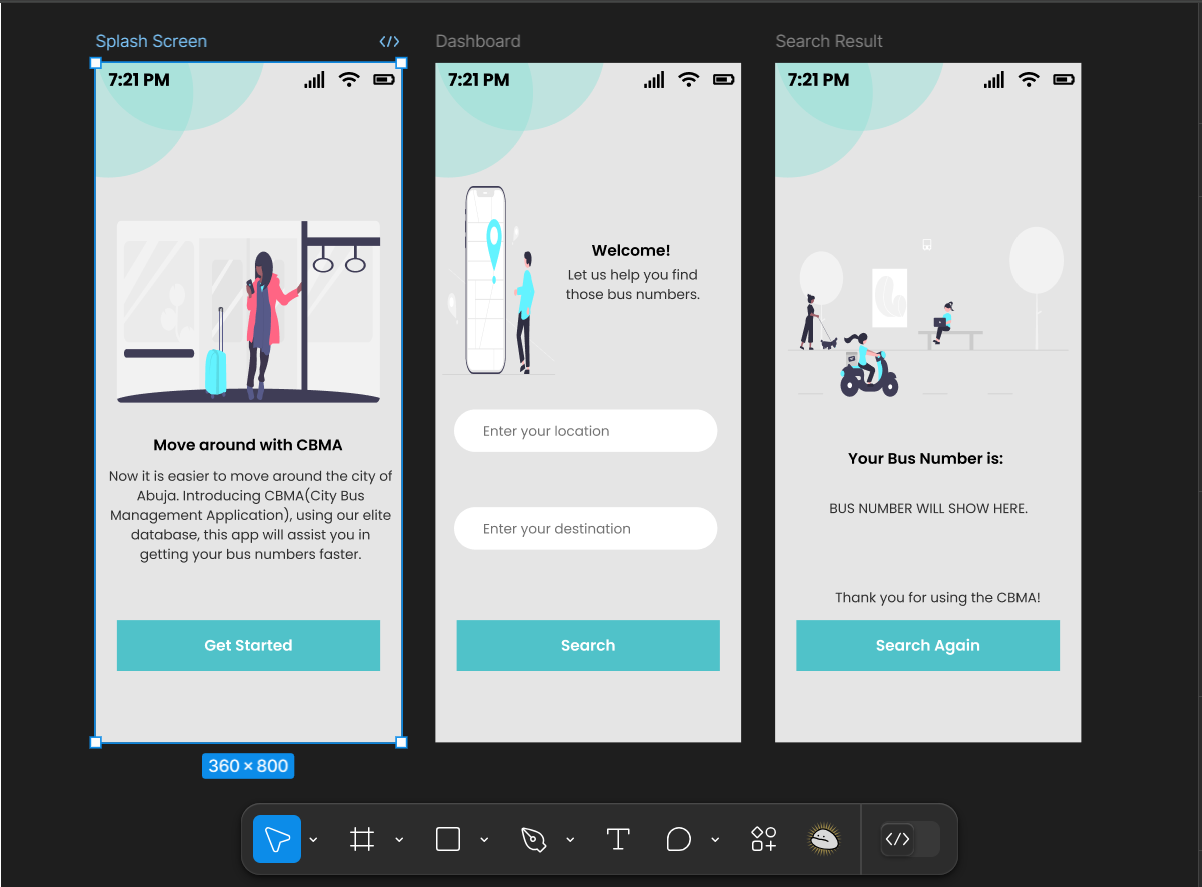 Splash Screen
</>
Dashboard
Search Result
7:21 PM
Move around with CBMA
Now it is easier to move around the city of
Abuja. Introducing CBMA(City Bus
Management Application), using our elite
database, this app will assist you in
getting your bus numbers faster.
Get Started
360 × 800
7:21 PM
Welcome!
Let us help you find
those bus numbers.
Enter your location
Enter your destination
Search
7:21 PM
Your Bus Number is:
BUS NUMBER WILL SHOW HERE.
Thank you for using the CBMA!
Search Again
T
</>